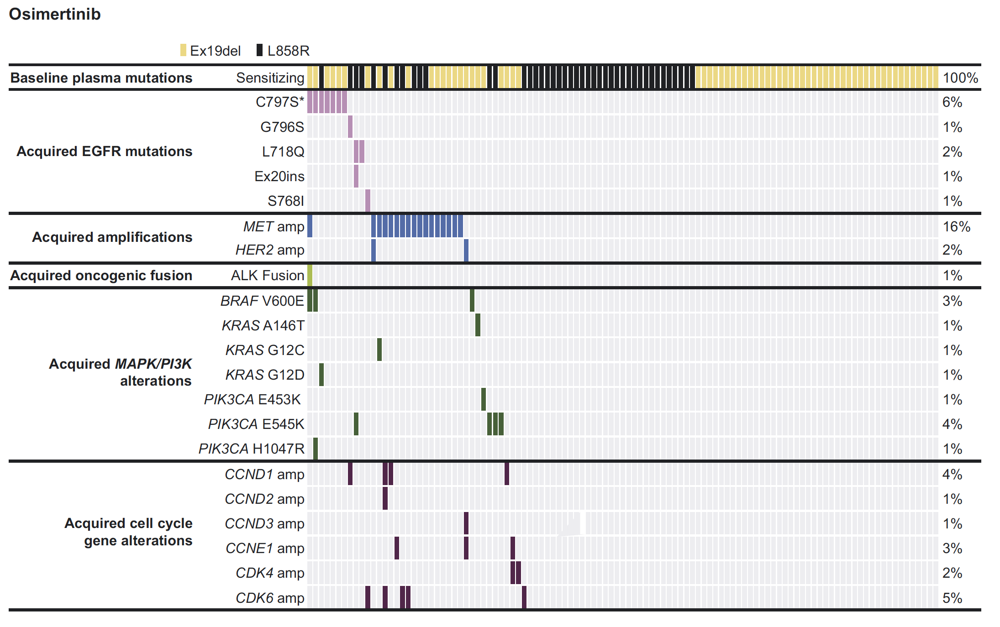 Osimertinib
Ex19del L858R
Baseline plasma mutations Sensitizing 100%
C797S* 6%
G796S 1%
Acquired EGFR mutations L718Q 2%
Ex20ins 1%
S768I 1%
MET amp 16%
Acquired amplifications
HER2 amp 2%
Acquired oncogenic fusion ALK Fusion 1%
BRAF V600E 3%
KRAS A146T 1%
KRAS G12C 1%
Acquired MAPK/PI3K
alterations
KRAS G12D 1%
PIK3CA E453K 1%
PIK3CA E545K 4%
PIK3CA H1047R 1%
CCND1 amp 4%
CCND2 amp 1%
Acquired cell cycle
gene alterations
CCND3 amp 1%
CCNE1 amp 3%
CDK4 amp 2%
CDK6 amp 5%